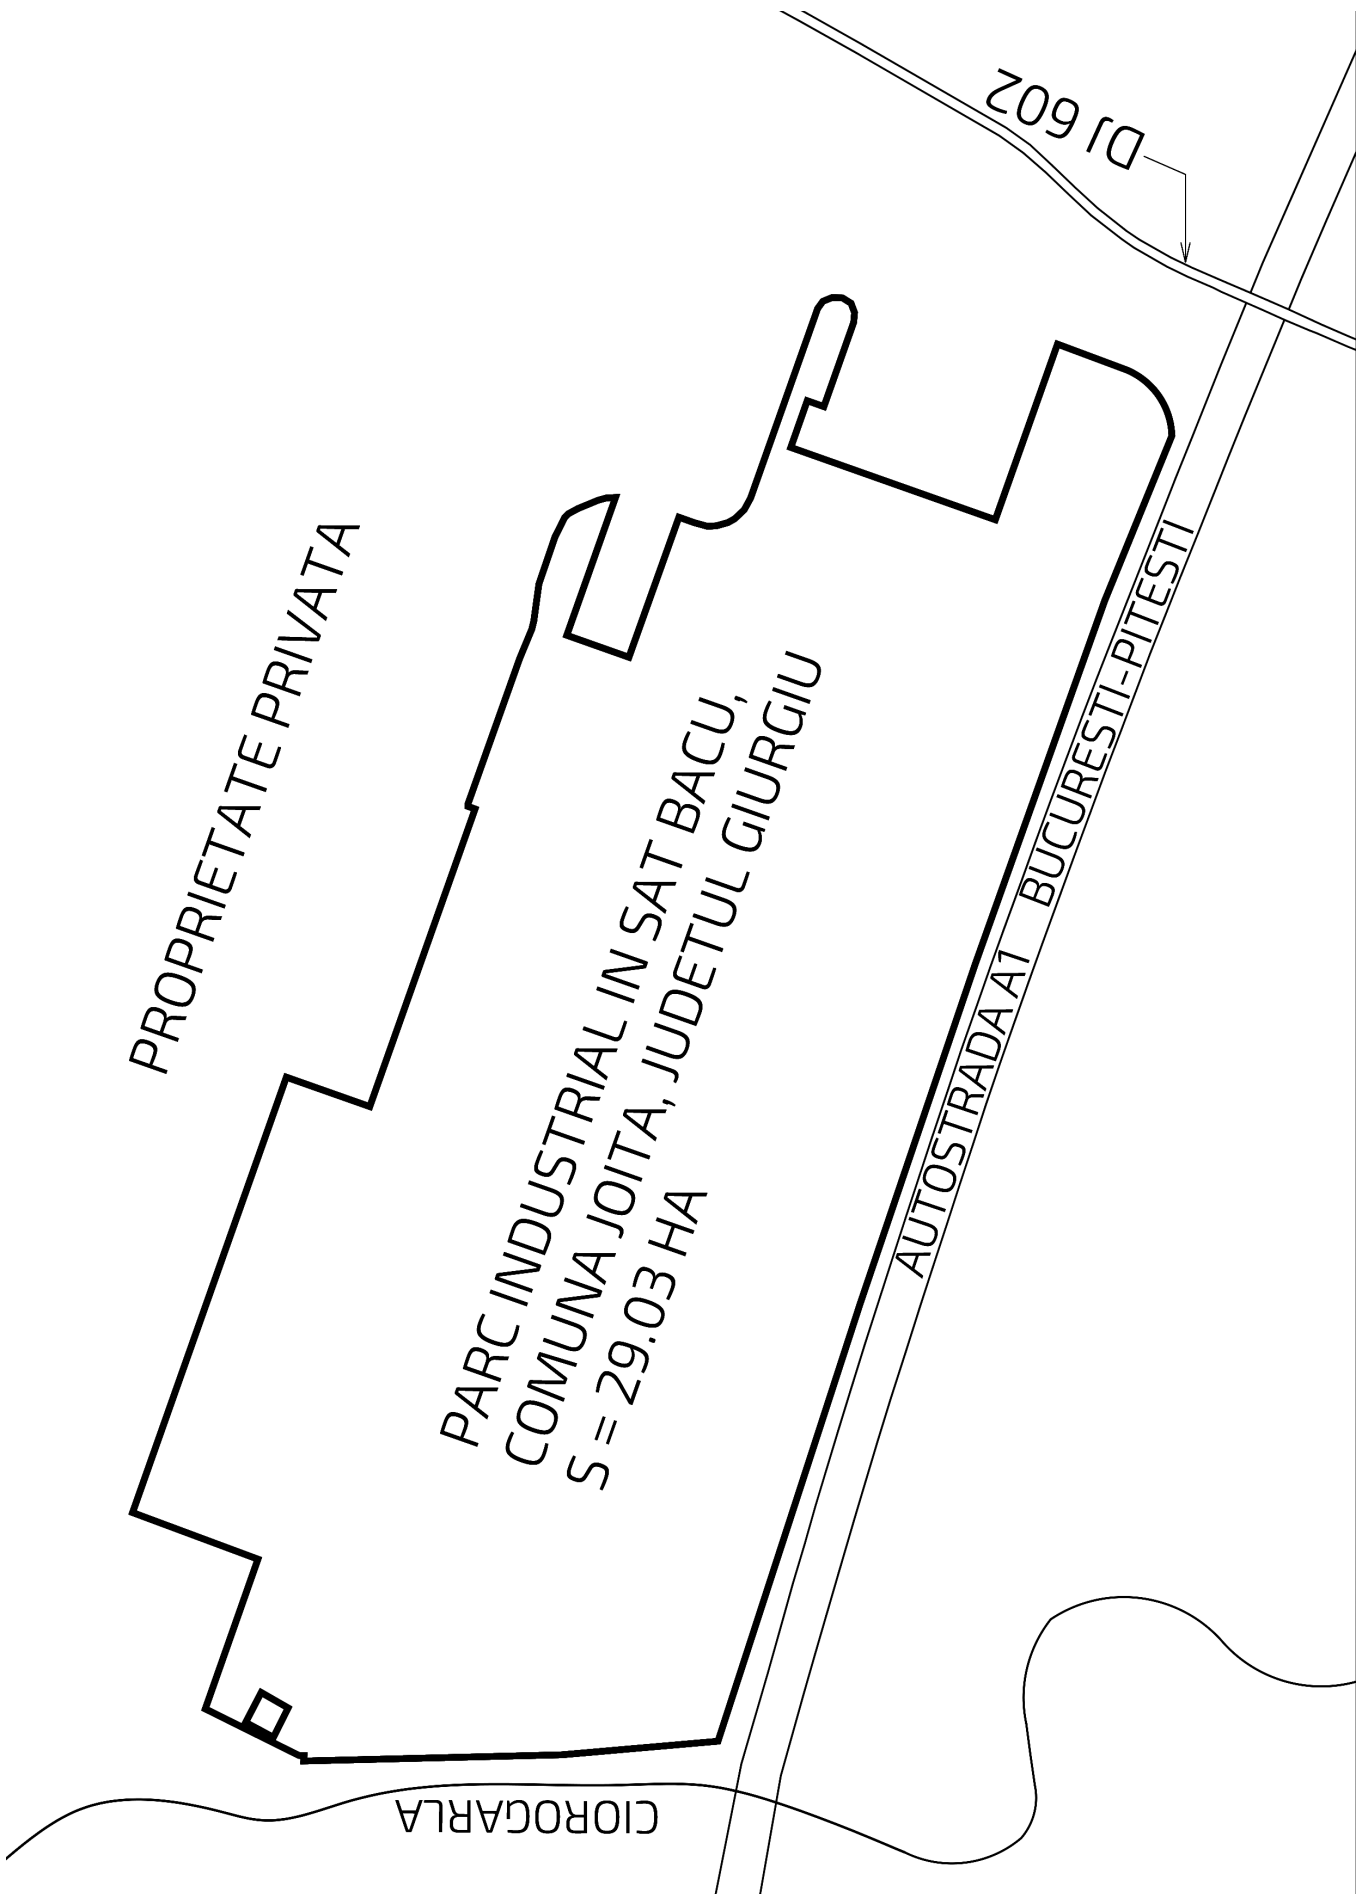 DJ 602
PROPRIETATE PRIVATA
PARC INDUSTRIAL IN SAT BACU,
COMUNA JOITA, JUDETUL GIURGIU
S = 29.03 HA
AUTOSTRADA A1 BUCURESTI-PITESTI
CIOROGARLA